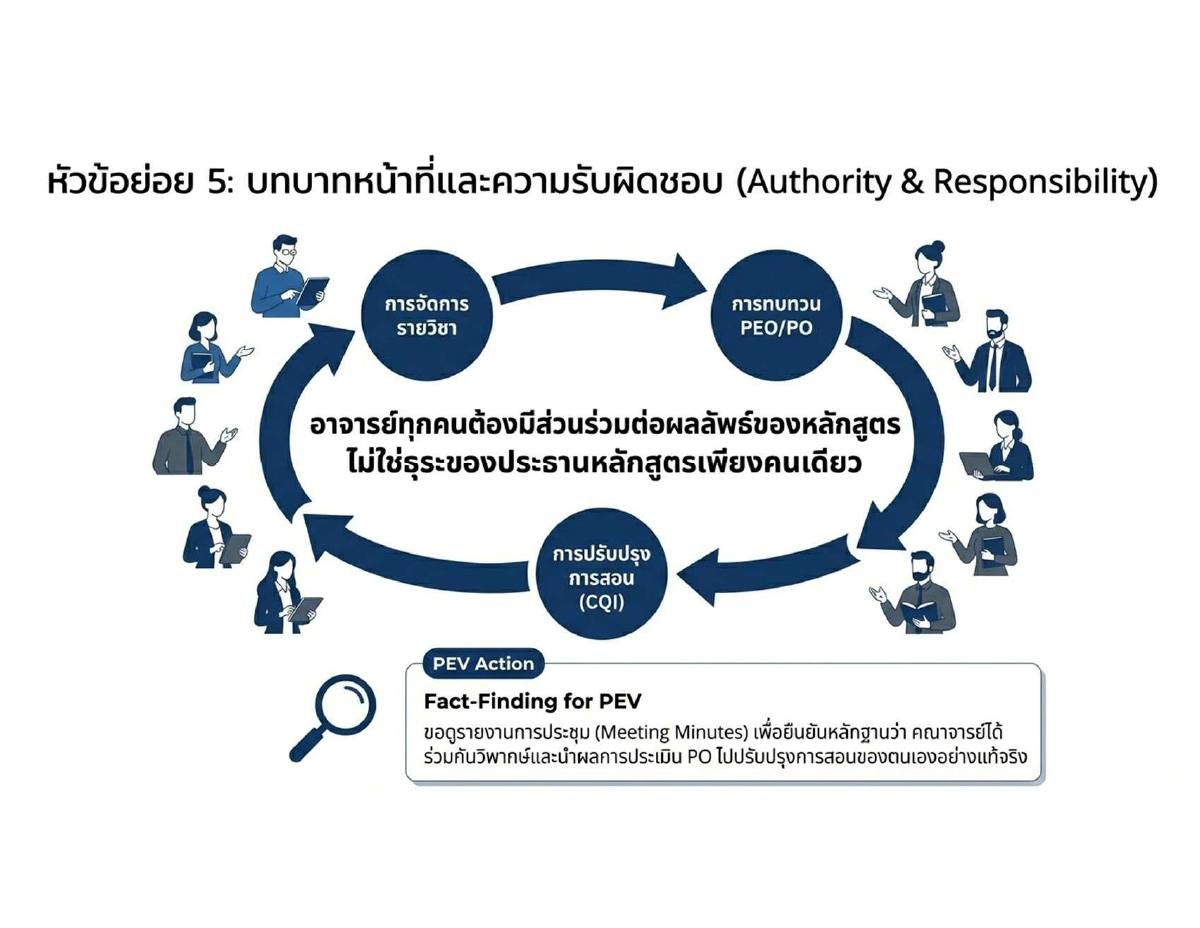 หัวข้อย่อย 5: บทบาทหน้าที่และความรับผิดชอบ (Authority & Responsibility)
การจัดการ
รายวิชา
การทบทวน
PEO/PO
อาจารย์ทุกคนต้องมีส่วนร่วมต่อผลลัพธ์ของหลักสูตร
ไม่ใช่ธุระของประธานหลักสูตรเพียงคนเดียว
การปรับปรุง
การสอน
(CQI)
PEV Action
Fact-Finding for PEV
ขอดูรายงานการประชุม (Meeting Minutes) เพื่อยืนยันหลักฐานว่า คณาจารย์ได้
ร่วมกันวิพากษ์และนำผลการประเมิน PO ไปปรับปรุงการสอนของตนเองอย่างแท้จริง